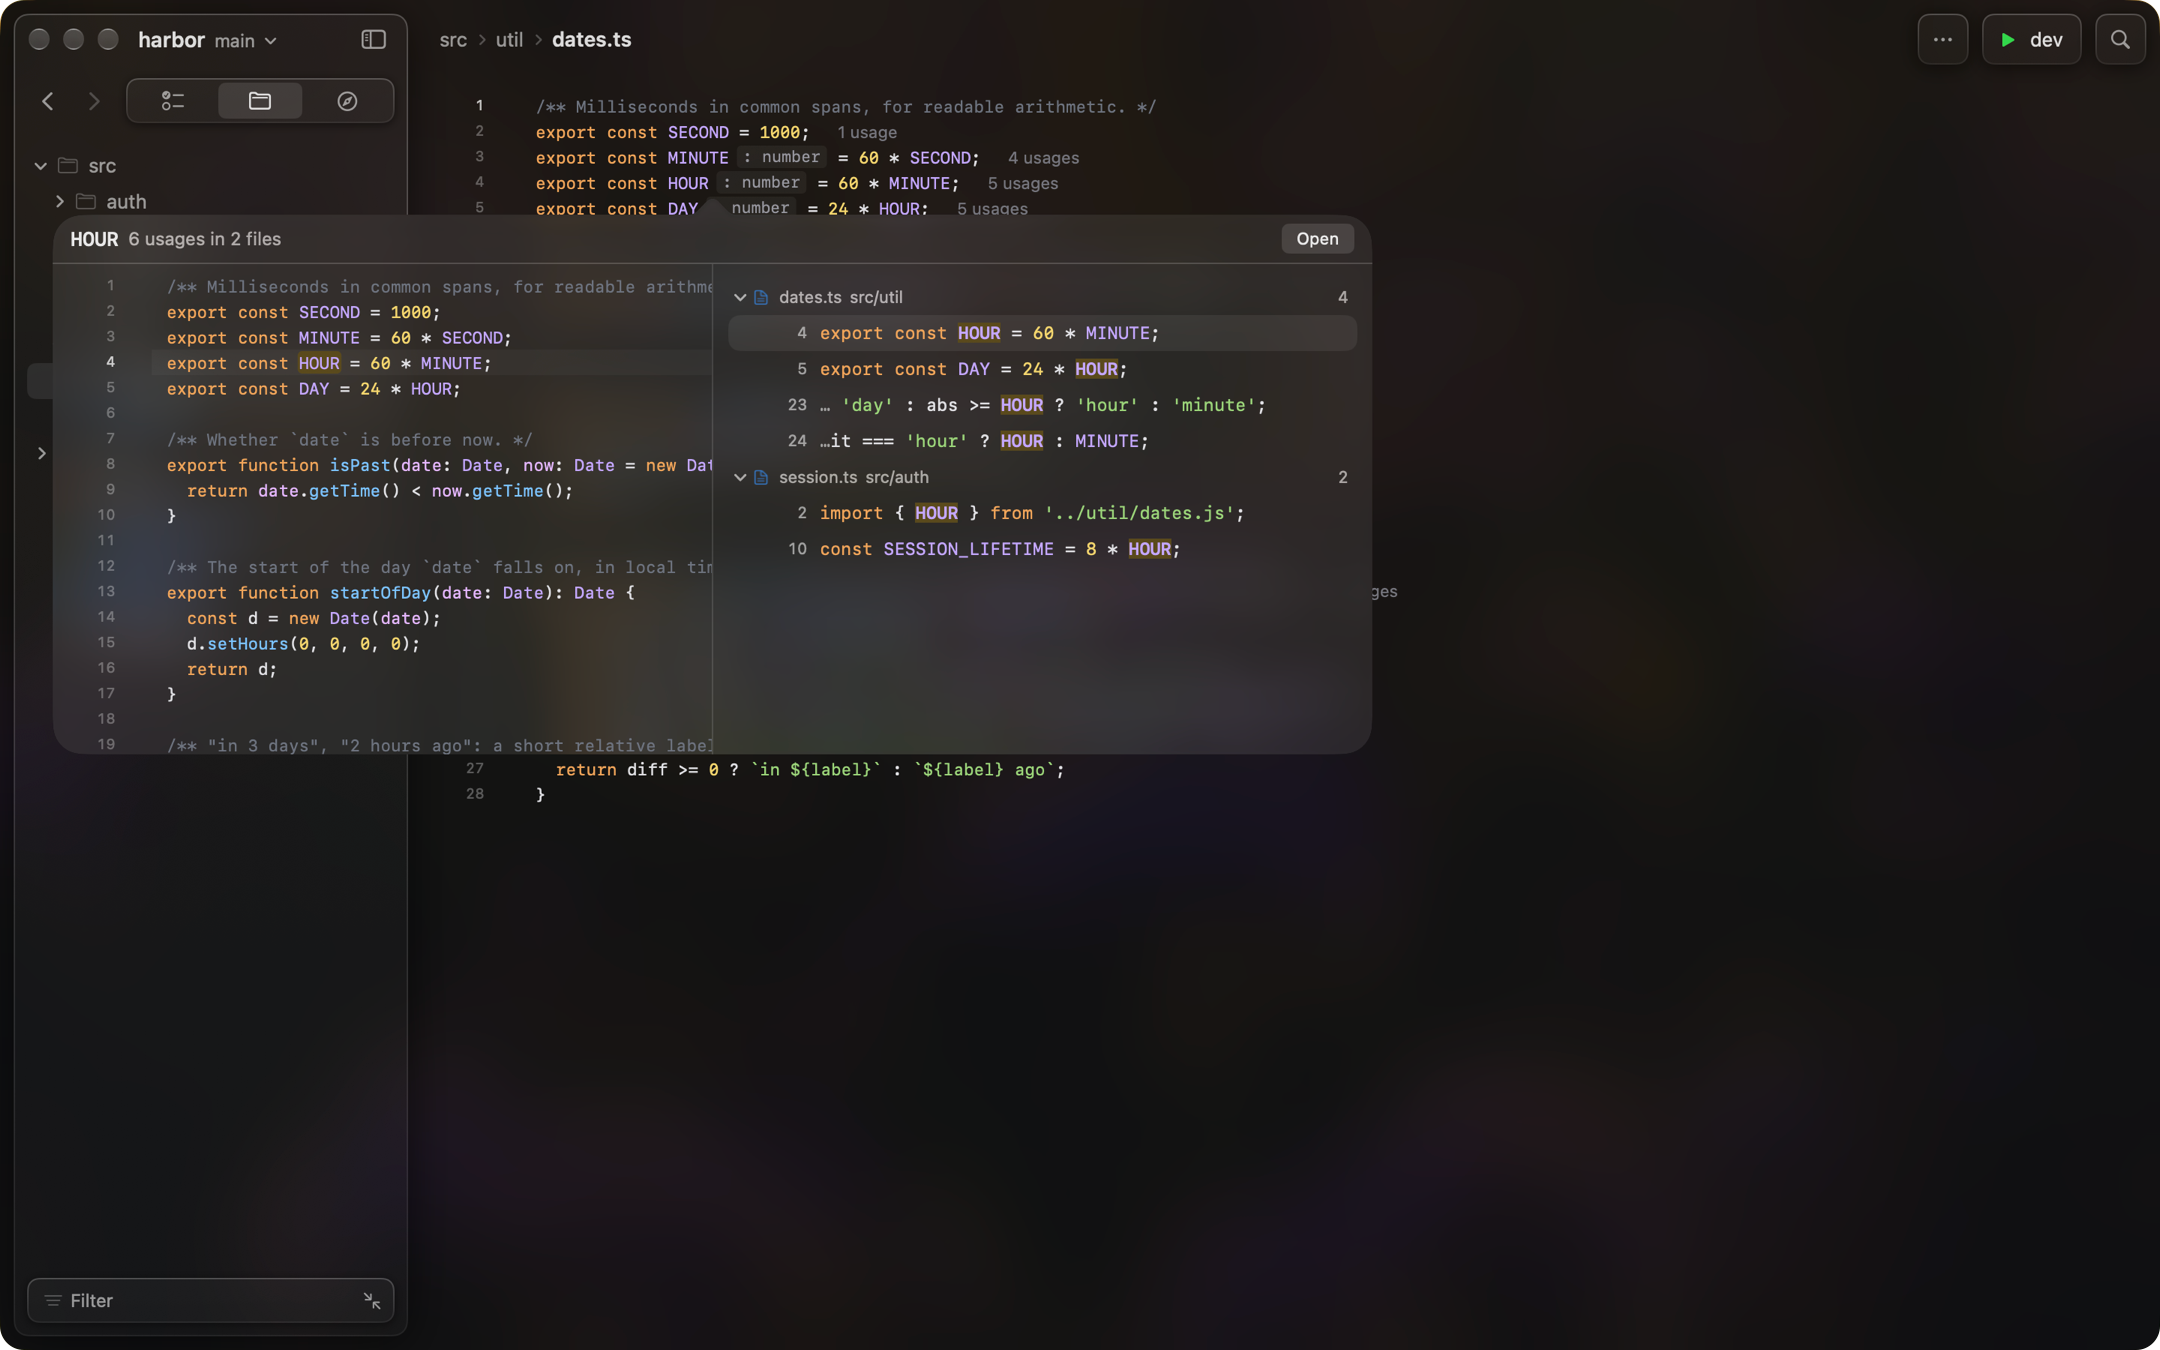 harbor main
src > util > dates.ts
··· dev
src
auth
1 /** Milliseconds in common spans, for readable arithmetic. */
2 export const SECOND = 1000; 1 usage
3 export const MINUTE : number = 60 * SECOND; 4 usages
4 export const HOUR : number = 60 * MINUTE; 5 usages
5 export const DAY number = 24 * HOUR; 5 usages
HOUR 6 usages in 2 files
Open
1 /** Milliseconds in common spans, for readable arithme
2 export const SECOND = 1000;
3 export const MINUTE = 60 * SECOND;
4 export const HOUR = 60 * MINUTE;
5 export const DAY = 24 * HOUR;
6
7 /** Whether `date` is before now. */
8 export function isPast(date: Date, now: Date = new Dat
9 return date.getTime() < now.getTime();
10 }
11
12 /** The start of the day `date` falls on, in local tim
13 export function startOfDay(date: Date): Date {
14 const d = new Date(date);
15 d.setHours(0, 0, 0, 0);
16 return d;
17 }
18
19 /** "in 3 days", "2 hours ago": a short relative label
dates.ts src/util 4
4 export const HOUR = 60 * MINUTE;
5 export const DAY = 24 * HOUR;
23 … 'day' : abs >= HOUR ? 'hour' : 'minute';
24 …it === 'hour' ? HOUR : MINUTE;
session.ts src/auth 2
2 import { HOUR } from '../util/dates.js';
10 const SESSION_LIFETIME = 8 * HOUR;
ges
27 return diff >= 0 ? `in ${label}` : `${label} ago`;
28 }
Filter